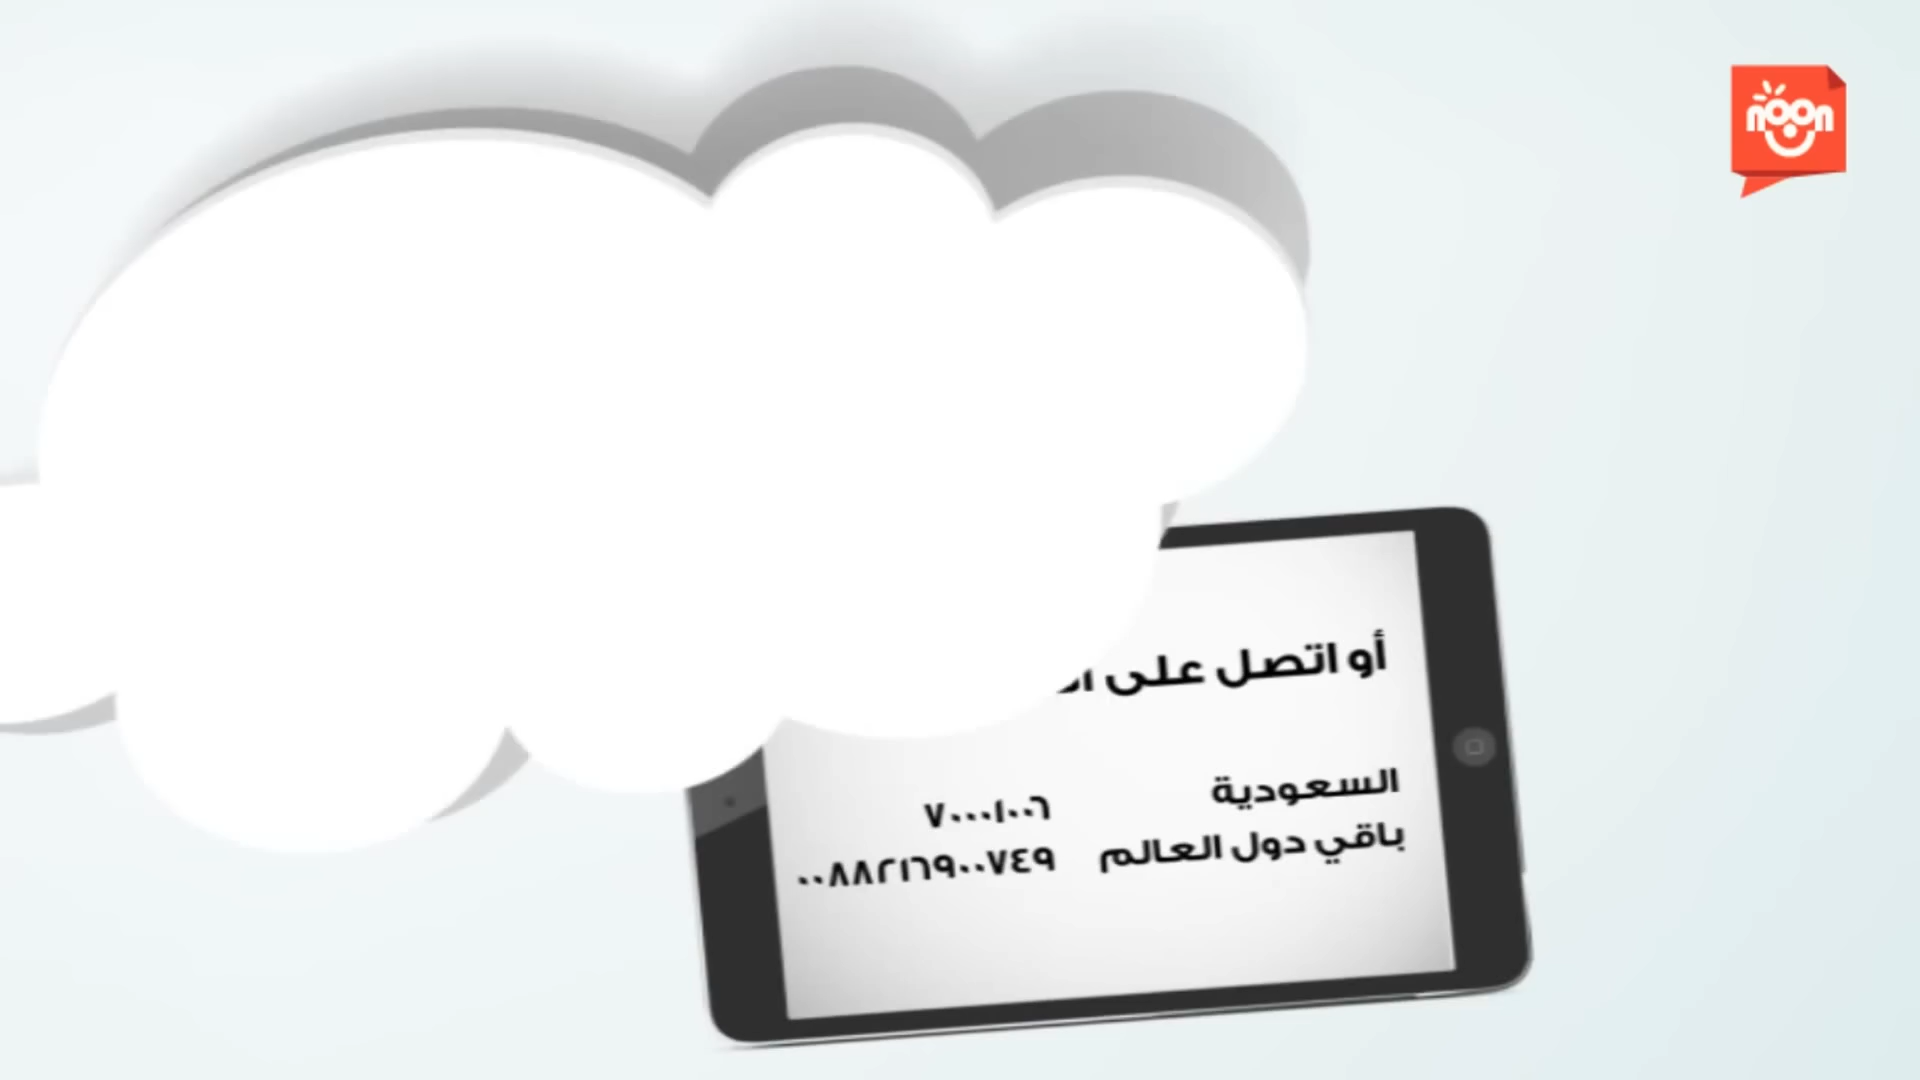 noon
أو اتصل على
السعودية ٧٠٠٠١٠٠٦
باقي دول العالم ٠٠٨٨٢١٦٩٠٠٧٤٩